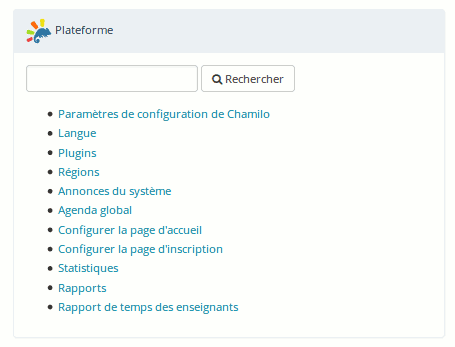 Plateforme
Rechercher
Paramètres de configuration de Chamilo
Langue
Plugins
Régions
Annonces du système
Agenda global
Configurer la page d'accueil
Configurer la page d'inscription
Statistiques
Rapports
Rapport de temps des enseignants